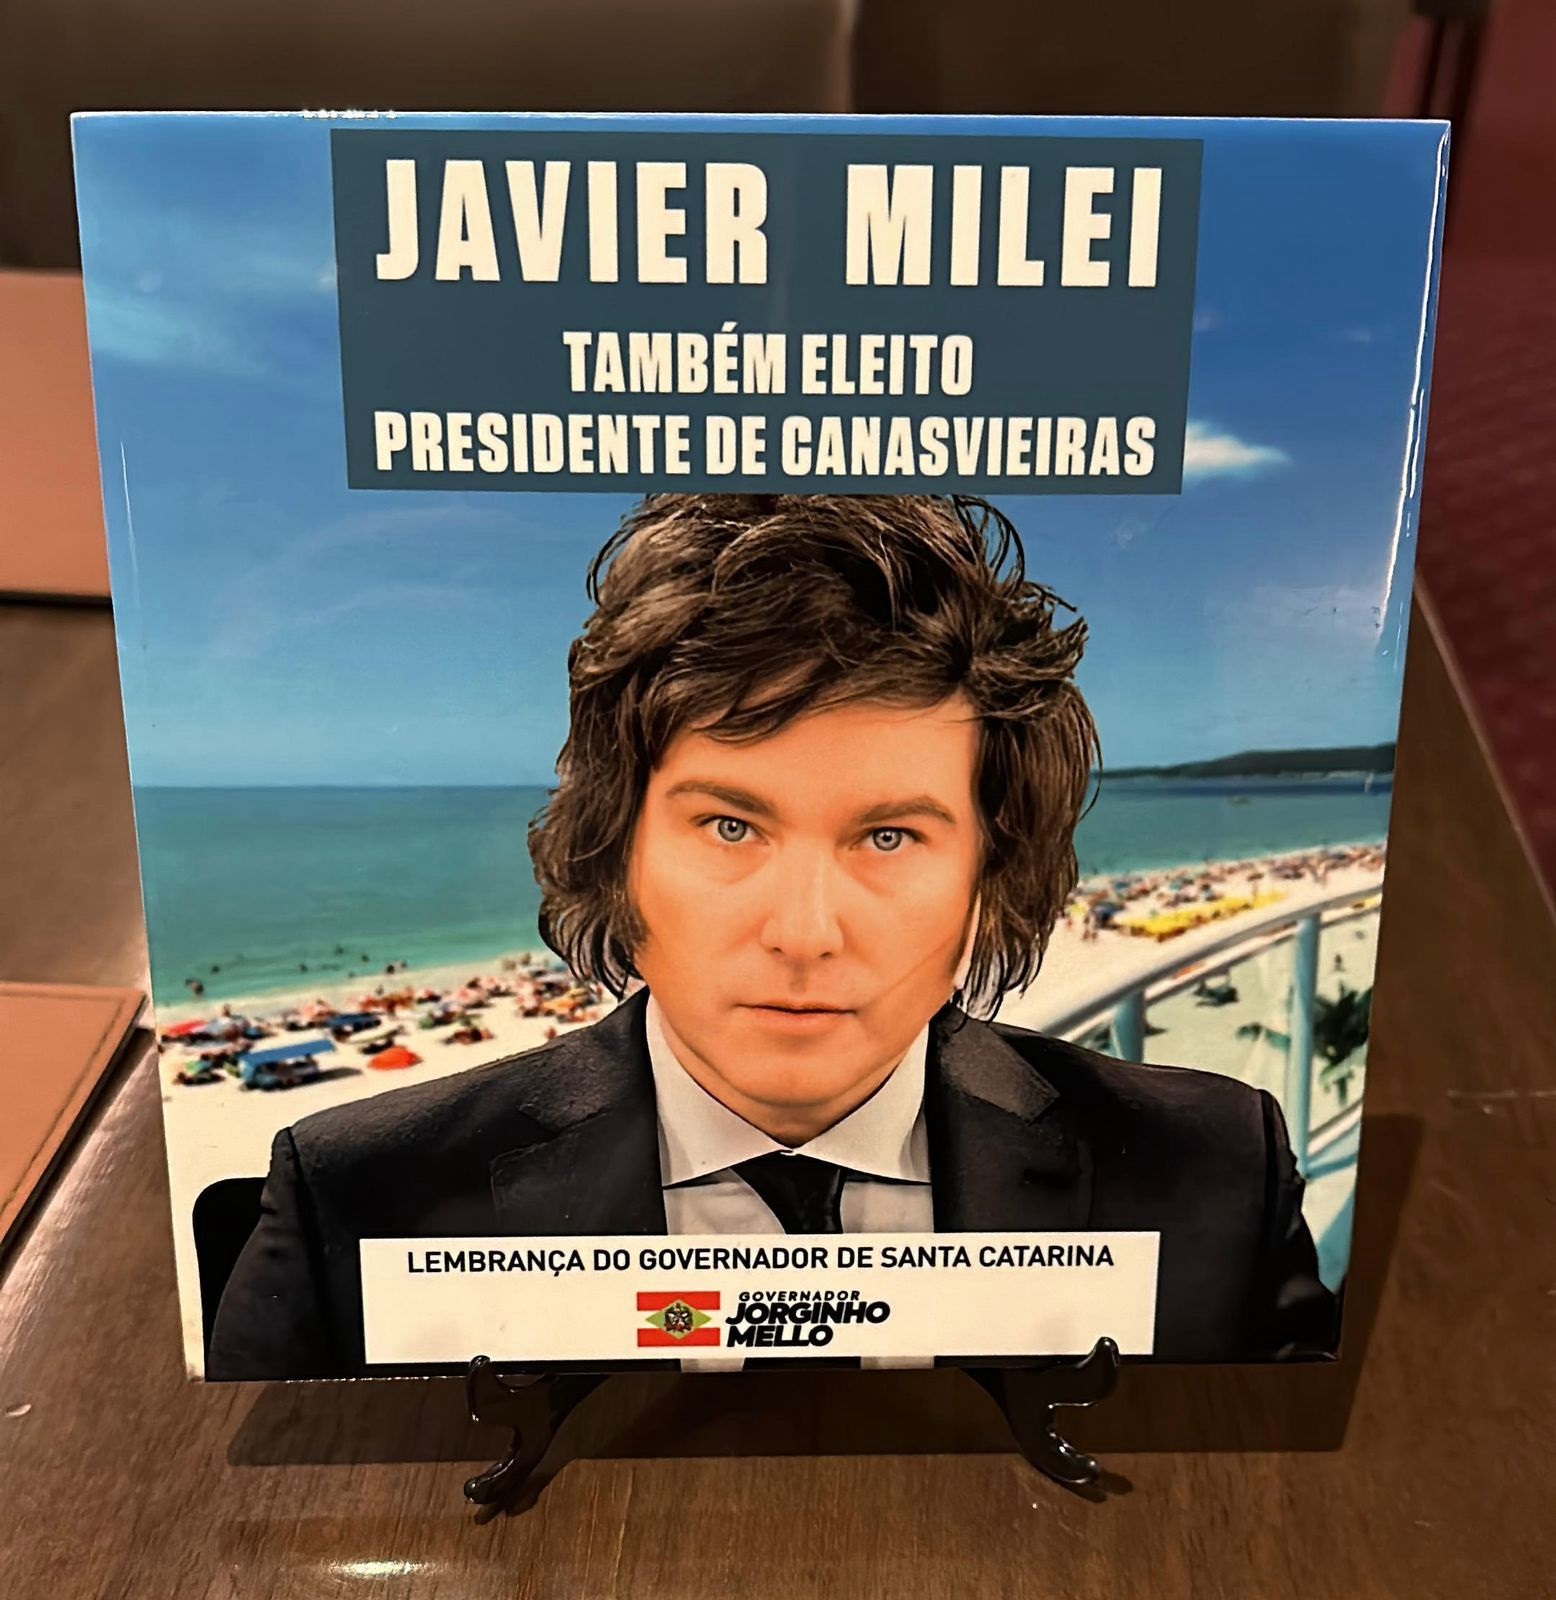 JAVIER MILEI
TAMBÉM ELEITO
PRESIDENTE DE CANASVIEIRAS
LEMBRANÇA DO GOVERNADOR DE SANTA CATARINA
GOVERNADOR
JORGINHO
MELLO